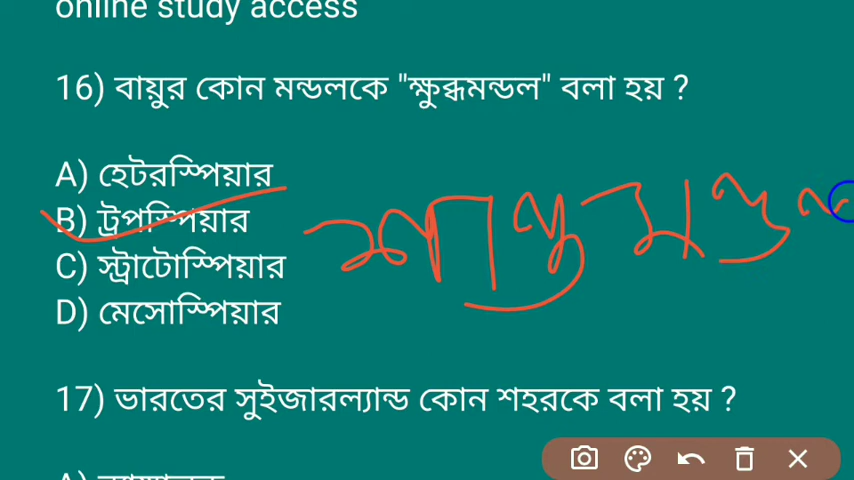 online study access
16) বায়ুর কোন মন্ডলকে "ক্ষুব্ধমন্ডল" বলা হয় ?
A) হেটরস্পিয়ার
B) ট্রপস্পিয়ার
C) স্ট্রাটোস্পিয়ার
D) মেসোস্পিয়ার
17) ভারতের সুইজারল্যান্ড কোন শহরকে বলা হয় ?
A)